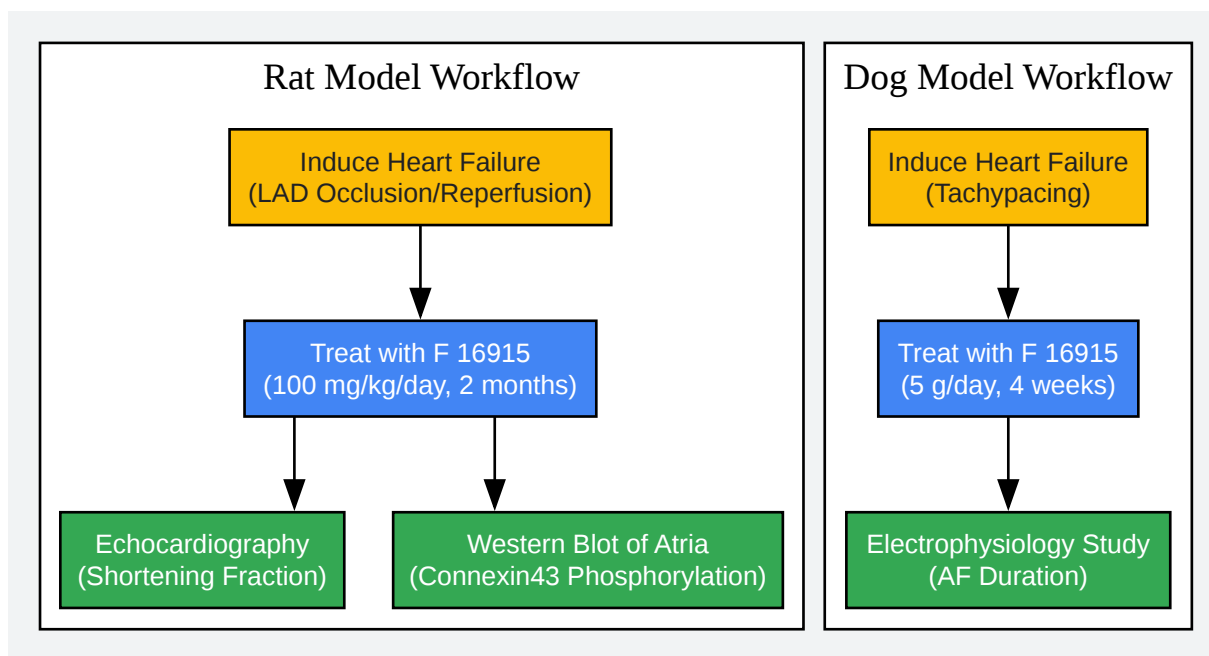 Rat Model Workflow
Induce Heart Failure
(LAD Occlusion/Reperfusion)
Treat with F 16915
(100 mg/kg/day, 2 months)
Echocardiography
(Shortening Fraction)
Western Blot of Atria
(Connexin43 Phosphorylation)
Dog Model Workflow
Induce Heart Failure
(Tachypacing)
Treat with F 16915
(5 g/day, 4 weeks)
Electrophysiology Study
(AF Duration)